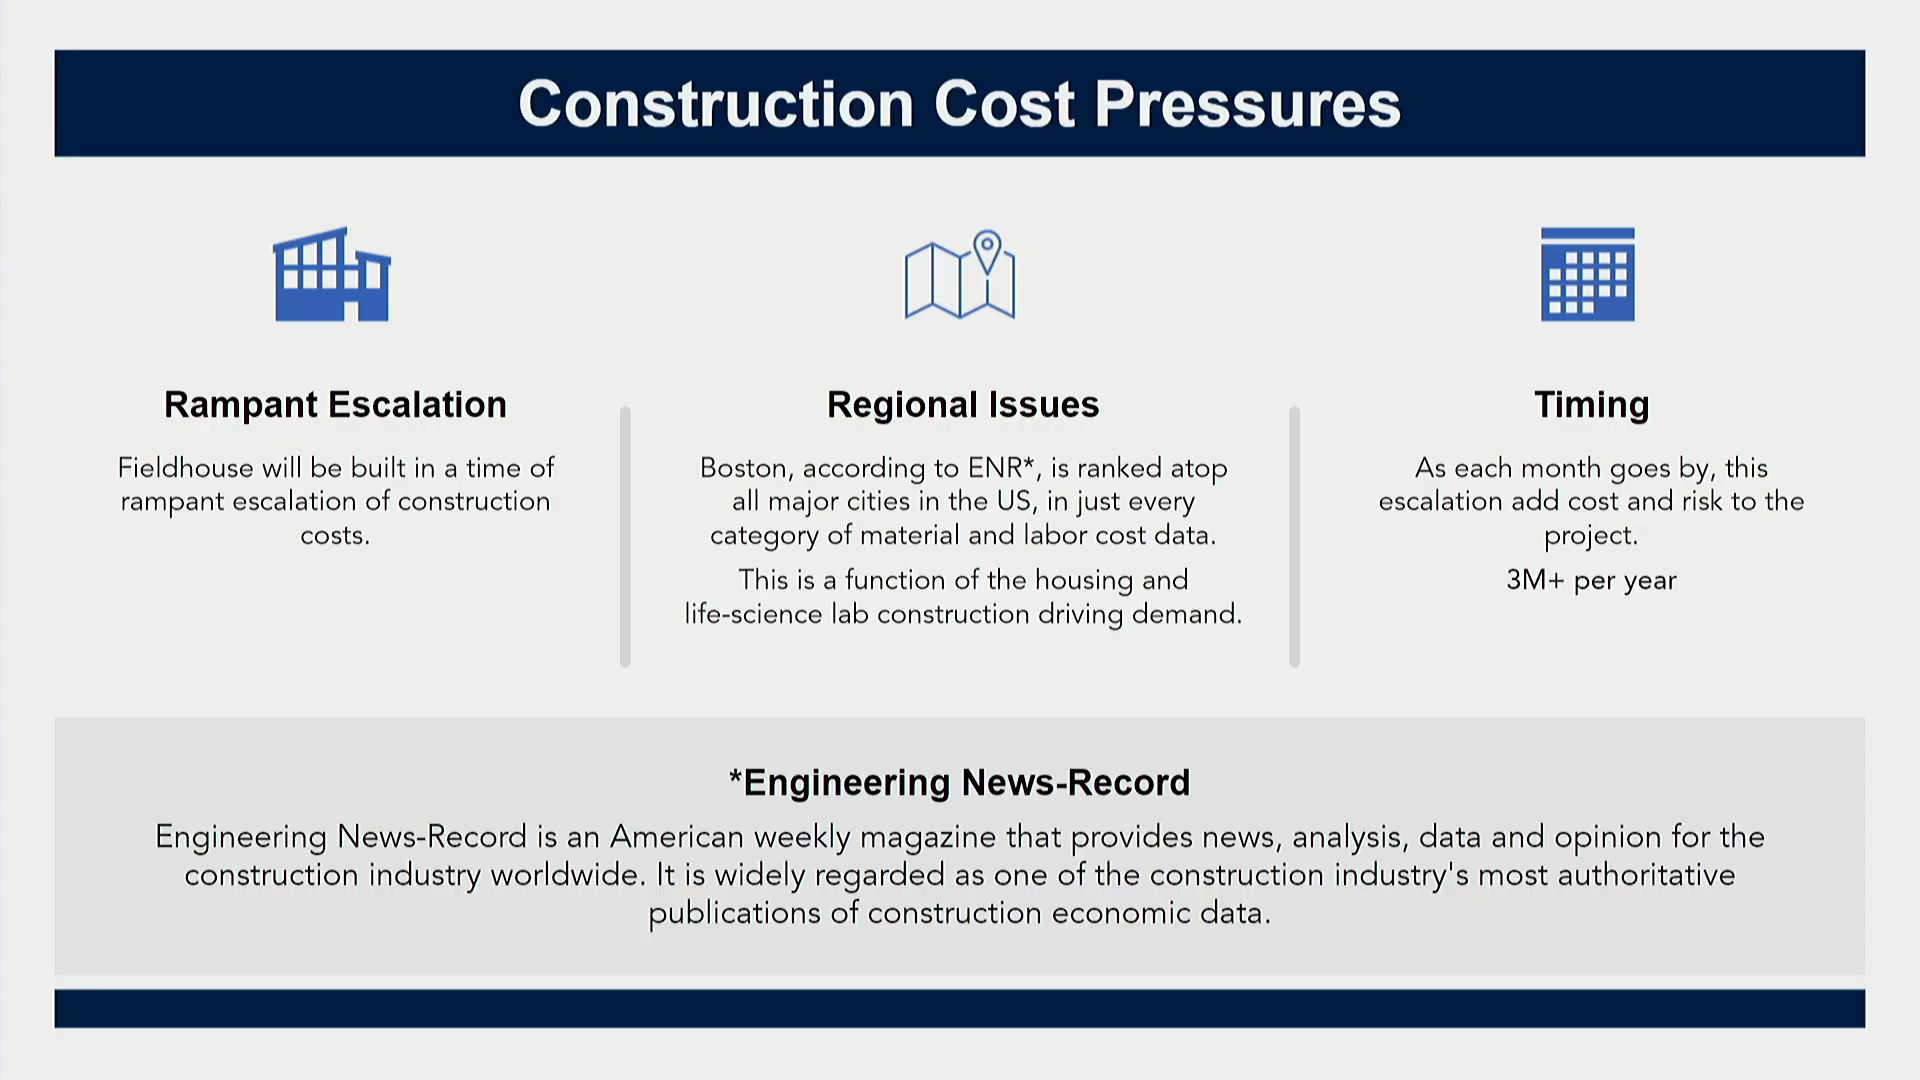 Construction Cost Pressures
Rampant Escalation
Fieldhouse will be built in a time of
rampant escalation of construction
costs.
Regional Issues
Boston, according to ENR*, is ranked atop
all major cities in the US, in just every
category of material and labor cost data.
This is a function of the housing and
life-science lab construction driving demand.
Timing
As each month goes by, this
escalation add cost and risk to the
project.
3M+ per year
*Engineering News-Record
Engineering News-Record is an American weekly magazine that provides news, analysis, data and opinion for the
construction industry worldwide. It is widely regarded as one of the construction industry's most authoritative
publications of construction economic data.